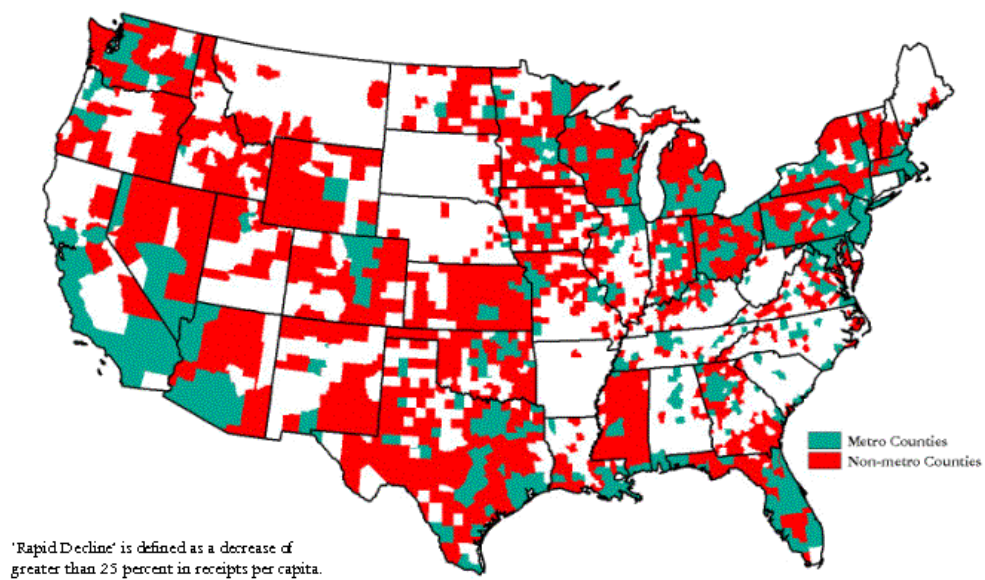 Metro Counties
Non-metro Counties
'Rapid Decline' is defined as a decrease of
greater than 25 percent in receipts per capita.